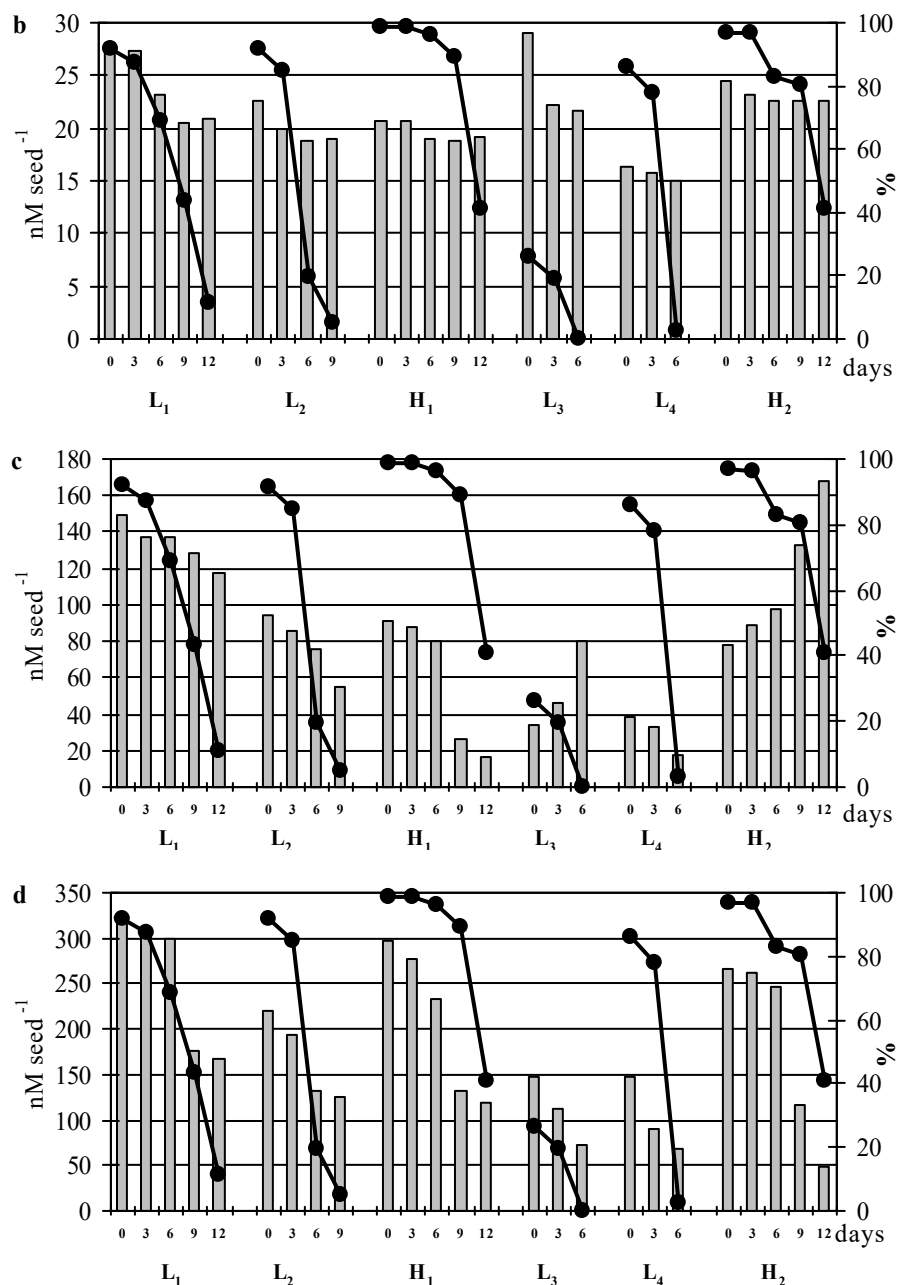 b
30 100
25 80
20
nM seed⁻¹ 15 60 %
10 40
5 20
0 0
0 3 6 9 12 0 3 6 9 0 3 6 9 12 0 3 6 0 3 6 0 3 6 9 12 days
L₁ L₂ H₁ L₃ L₄ H₂
c
180 100
160
140 80
120
nM seed⁻¹ 100 60 %
80
60 40
40
20 20
0 0
0 3 6 9 12 0 3 6 9 0 3 6 9 12 0 3 6 0 3 6 0 3 6 9 12 days
L₁ L₂ H₁ L₃ L₄ H₂
d
350 100
300
250 80
nM seed⁻¹ 200 60 %
150
100 40
50 20
0 0
0 3 6 9 12 0 3 6 9 0 3 6 9 12 0 3 6 0 3 6 0 3 6 9 12 days
L₁ L₂ H₁ L₃ L₄ H₂